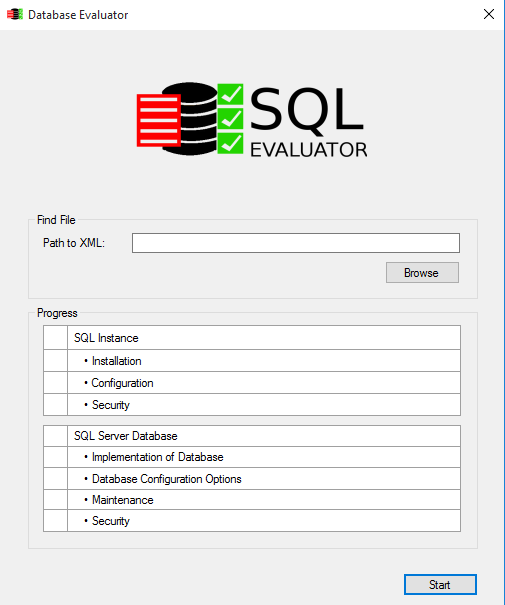 Database Evaluator
SQL
EVALUATOR
Find File
Path to XML:
Browse
Progress
SQL Instance
• Installation
• Configuration
• Security
SQL Server Database
• Implementation of Database
• Database Configuration Options
• Maintenance
• Security
Start